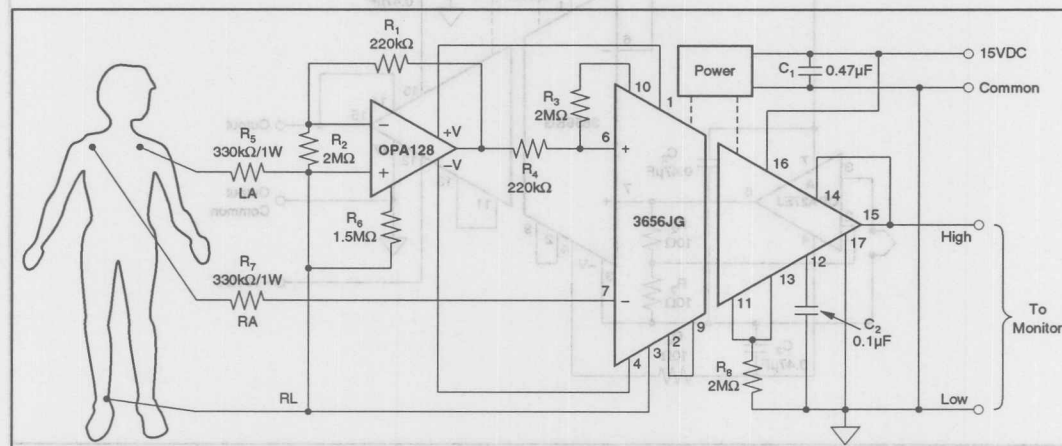 R1
220kΩ
R5
330kΩ/1W
LA
R2
2MΩ
−
+
OPA128
+V
−V
R6
1.5MΩ
R4
220kΩ
R3
2MΩ
10
1
6
+
3656JG
7
−
4
3
2
9
R7
330kΩ/1W
RA
RL
Power
C1
0.47µF
15VDC
Common
16
14
15
17
12
13
11
R8
2MΩ
C2
0.1µF
High
To
Monitor
Low